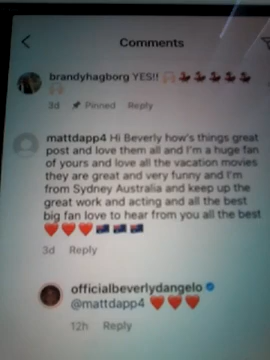 Comments
brandyhagborg YES!! 🙌🏻🦩🦩🦩🦩🦩
🙌🏻
3d Pinned Reply
mattdapp4 Hi Beverly how's things great
post and love them all and I'm a huge fan
of yours and love all the vacation movies
they are great and very funny and I'm
from Sydney Australia and keep up the
great work and acting and all the best
big fan love to hear from you all the best
❤️❤️❤️🇦🇺🇦🇺🇦🇺
3d Reply
officialbeverlydangelo
@mattdapp4 ❤️❤️❤️
12h Reply